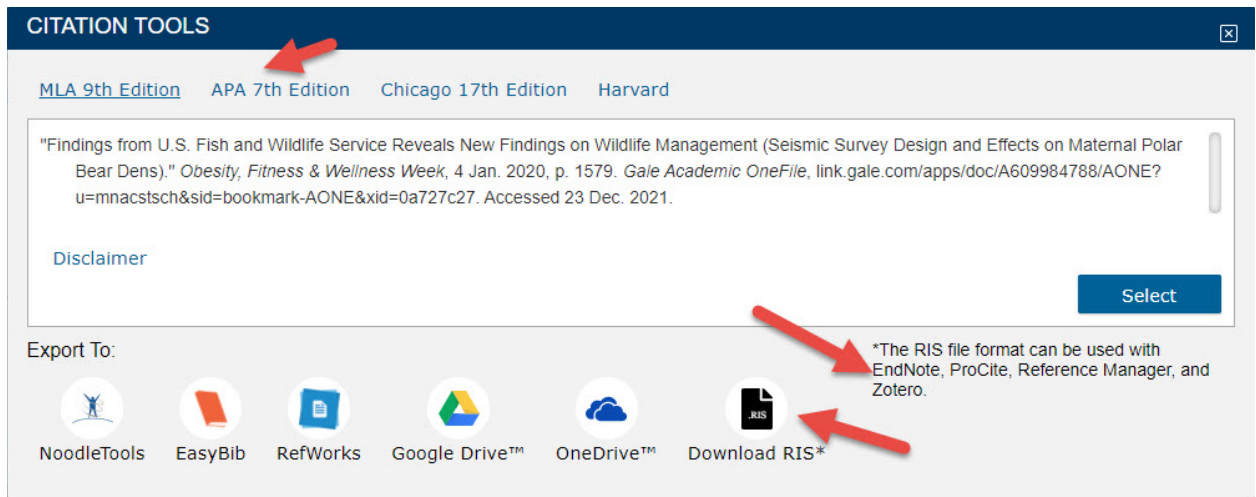 CITATION TOOLS
MLA 9th Edition APA 7th Edition Chicago 17th Edition Harvard
"Findings from U.S. Fish and Wildlife Service Reveals New Findings on Wildlife Management (Seismic Survey Design and Effects on Maternal Polar
Bear Dens)." Obesity, Fitness & Wellness Week, 4 Jan. 2020, p. 1579. Gale Academic OneFile, link.gale.com/apps/doc/A609984788/AONE?
u=mnacstsch&sid=bookmark-AONE&xid=0a727c27. Accessed 23 Dec. 2021.
Disclaimer
Select
Export To:
*The RIS file format can be used with
EndNote, ProCite, Reference Manager, and
Zotero.
.RIS
NoodleTools EasyBib RefWorks Google Drive™ OneDrive™ Download RIS*